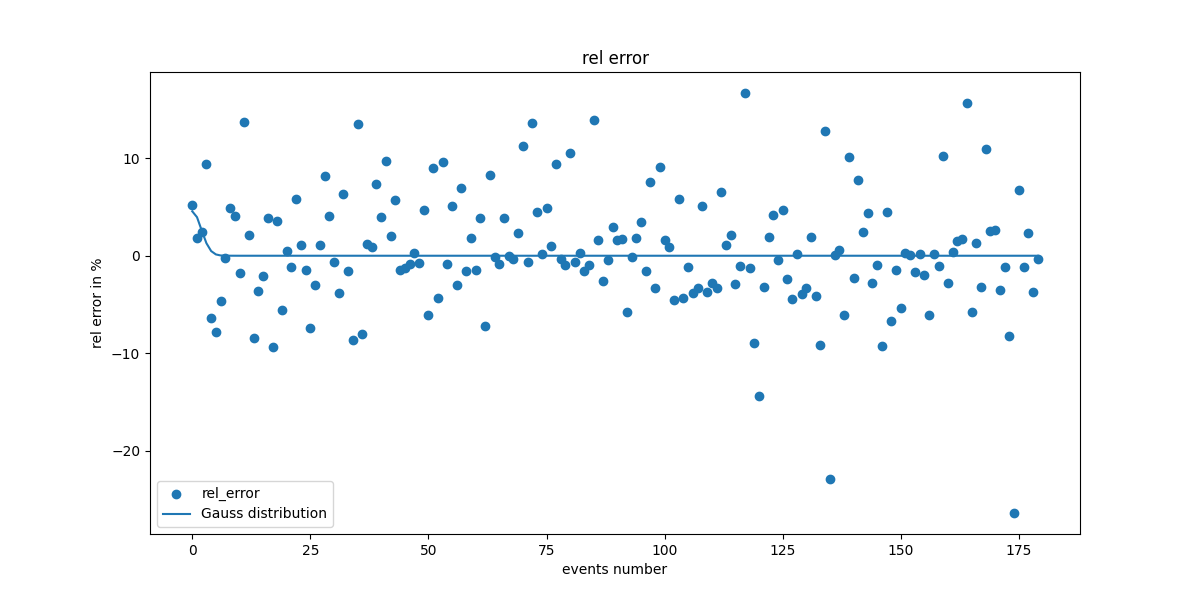 rel error
10
0
−10
−20
rel error in %
rel_error
Gauss distribution
0 25 50 75 100 125 150 175
events number